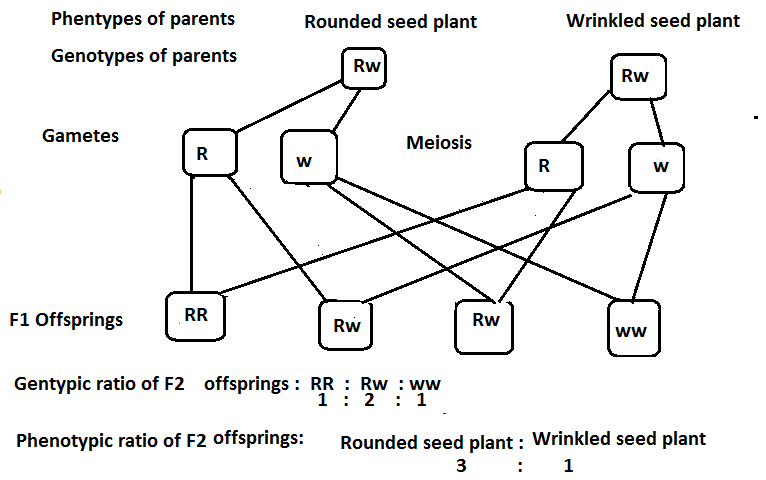 Phentypes of parents Rounded seed plant Wrinkled seed plant
Genotypes of parents Rw Rw
Gametes R w Meiosis R w
F1 Offsprings RR Rw Rw ww
Gentypic ratio of F2 offsprings : RR : Rw : ww
1 : 2 : 1
Phenotypic ratio of F2 offsprings: Rounded seed plant : Wrinkled seed plant
3 : 1